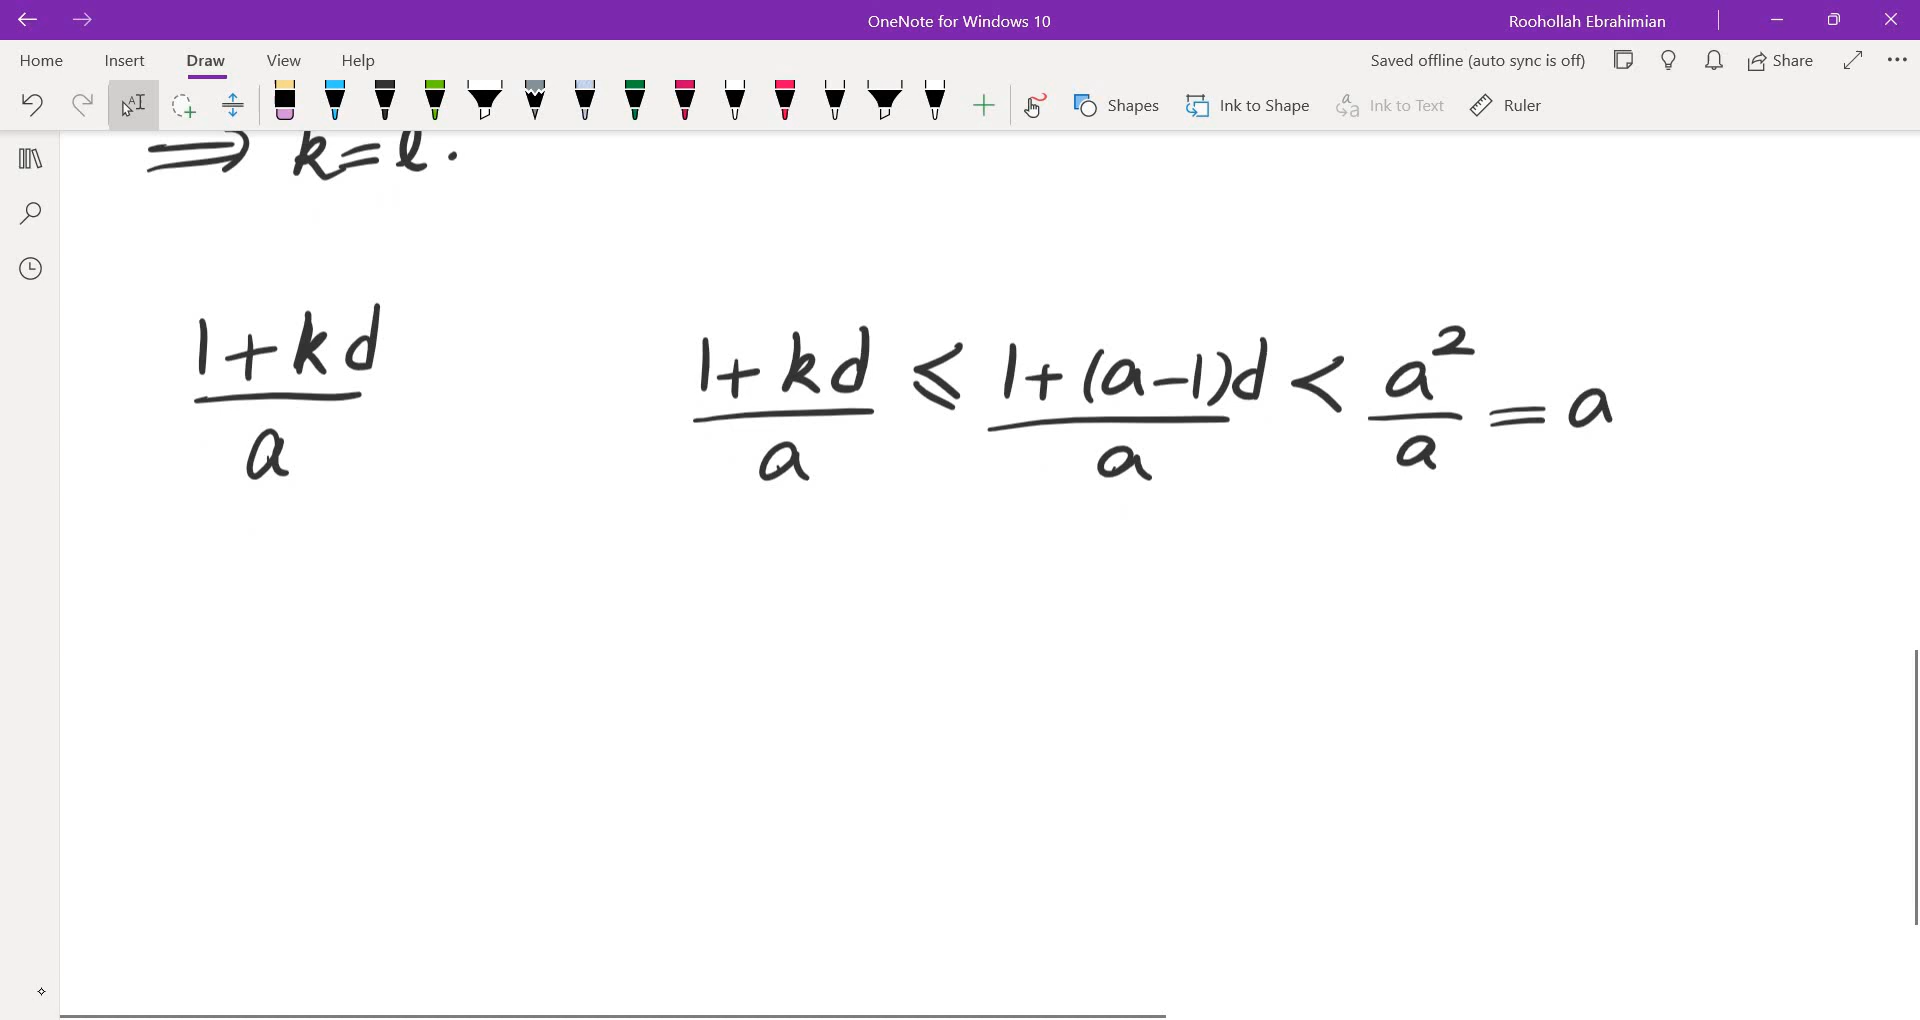 OneNote for Windows 10
Roohollah Ebrahimian
Home Insert Draw View Help
Saved offline (auto sync is off) Share
Shapes Ink to Shape Ink to Text Ruler
⟹ k=ℓ.
(1+kd)/a
(1+kd)/a ≤ (1+(a-1)d)/a < a²/a = a